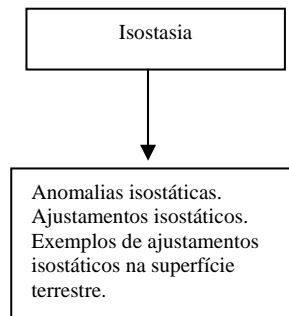 Isostasia
Anomalias isostáticas.
Ajustamentos isostáticos.
Exemplos de ajustamentos
isostáticos na superfície
terrestre.